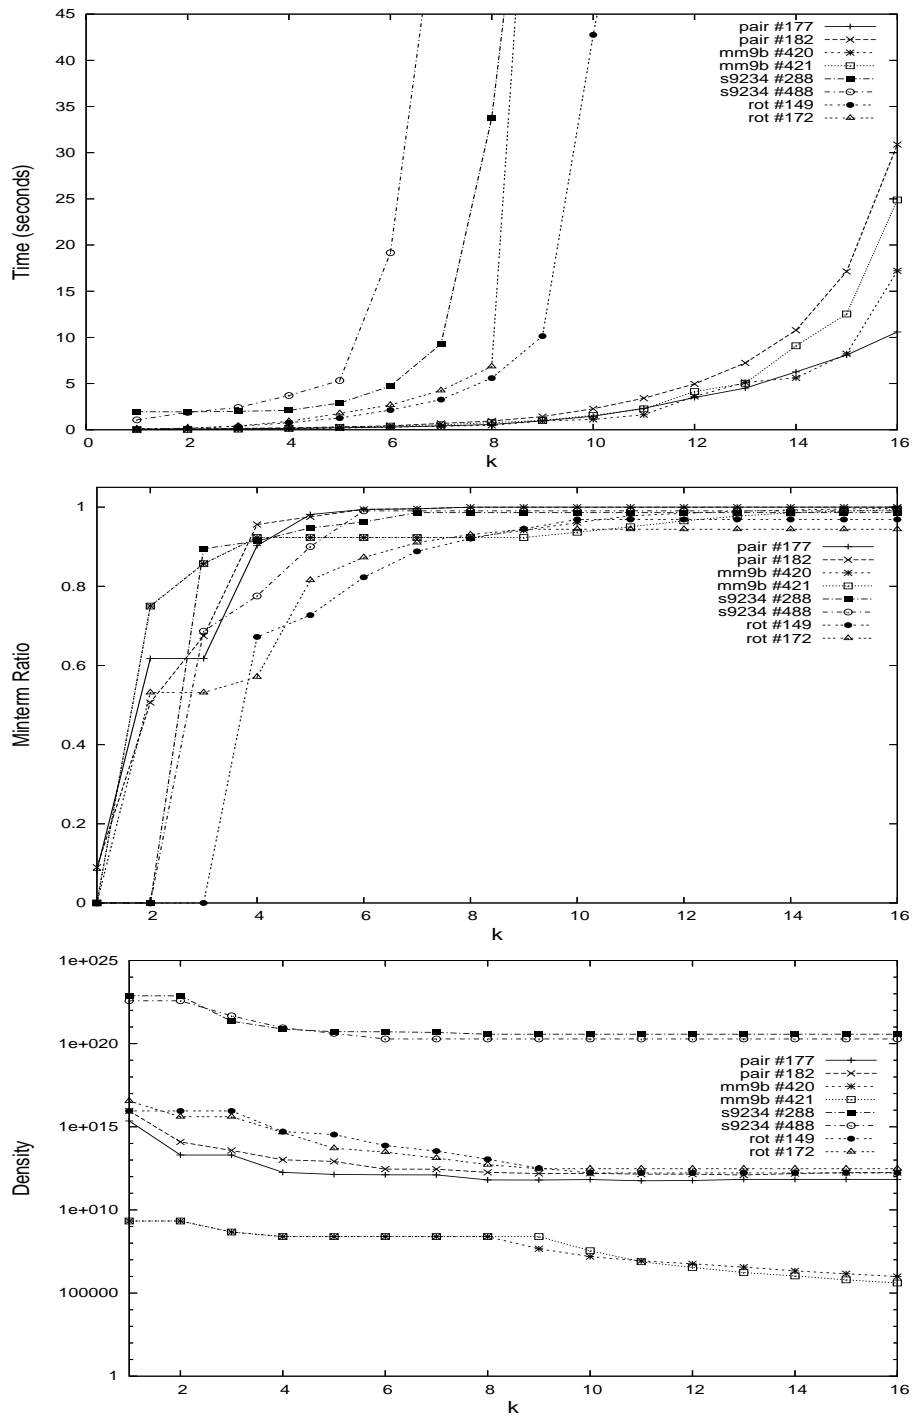 45
40
35
30
25
20
15
10
5
0
Time (seconds)
pair #177
pair #182
mm9b #420
mm9b #421
s9234 #288
s9234 #488
rot #149
rot #172
0 2 4 6 8 10 12 14 16
k
1
0.8
0.6
0.4
0.2
0
Minterm Ratio
pair #177
pair #182
mm9b #420
mm9b #421
s9234 #288
s9234 #488
rot #149
rot #172
2 4 6 8 10 12 14 16
k
1e+025
1e+020
1e+015
1e+010
100000
1
Density
pair #177
pair #182
mm9b #420
mm9b #421
s9234 #288
s9234 #488
rot #149
rot #172
2 4 6 8 10 12 14 16
k